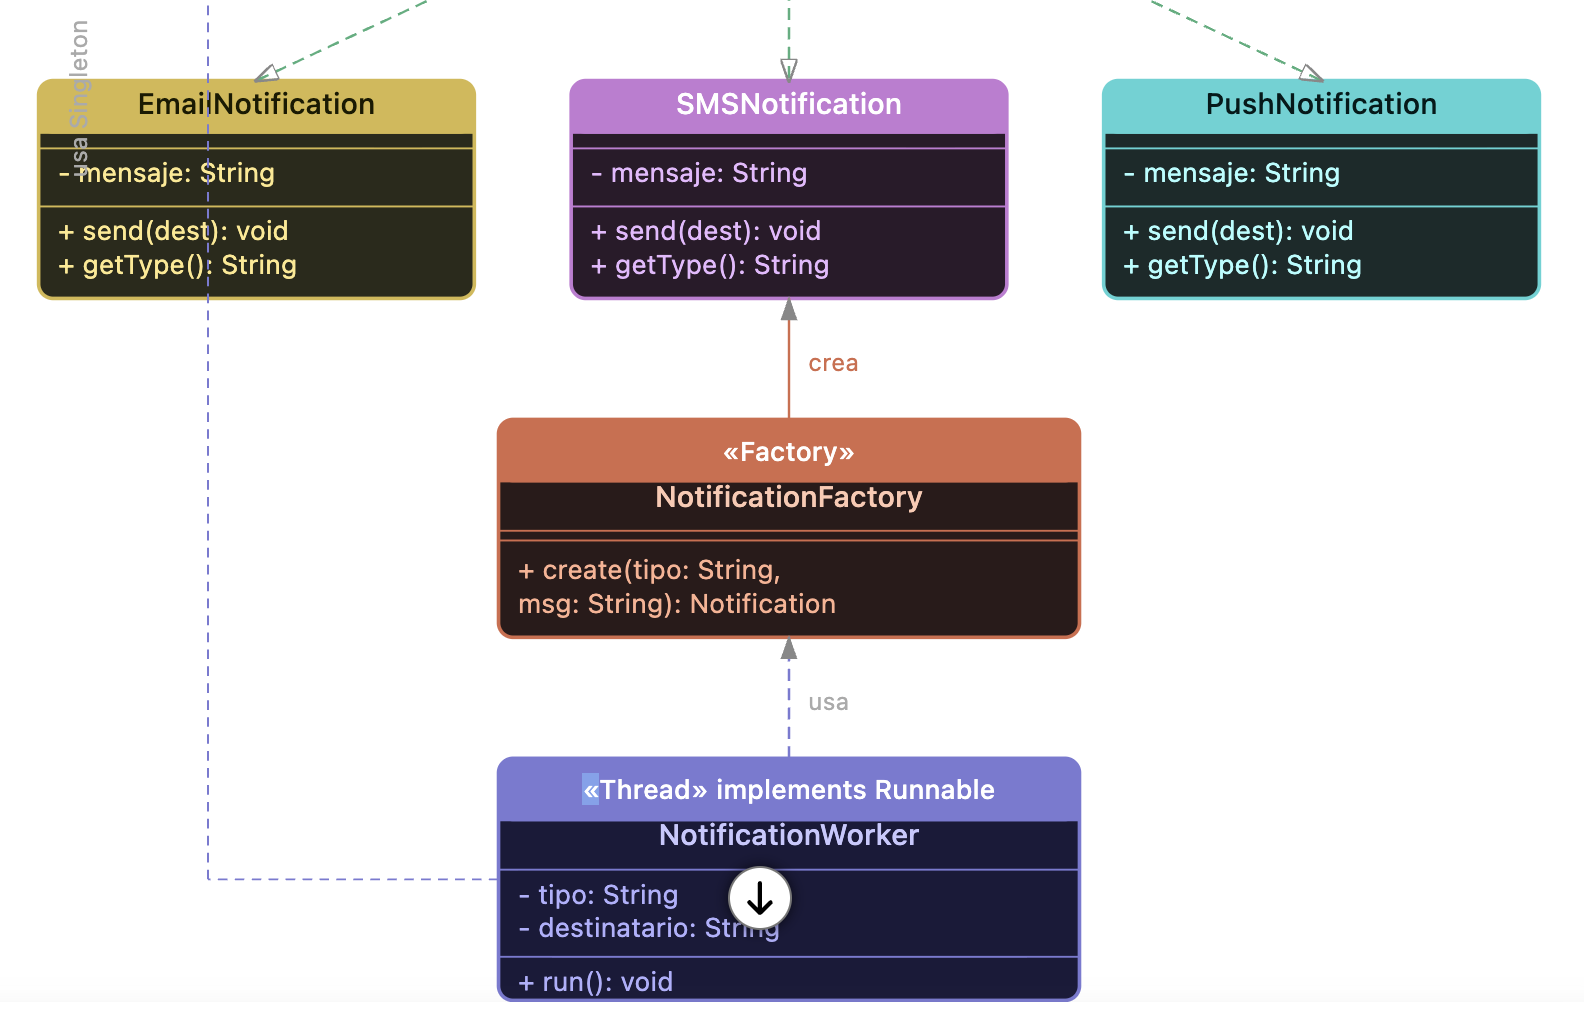 usa Singleton
EmailNotification
- mensaje: String
+ send(dest): void
+ getType(): String
SMSNotification
- mensaje: String
+ send(dest): void
+ getType(): String
PushNotification
- mensaje: String
+ send(dest): void
+ getType(): String
crea
«Factory»
NotificationFactory
+ create(tipo: String,
msg: String): Notification
usa
«Thread» implements Runnable
NotificationWorker
- tipo: String
- destinatario: String
+ run(): void